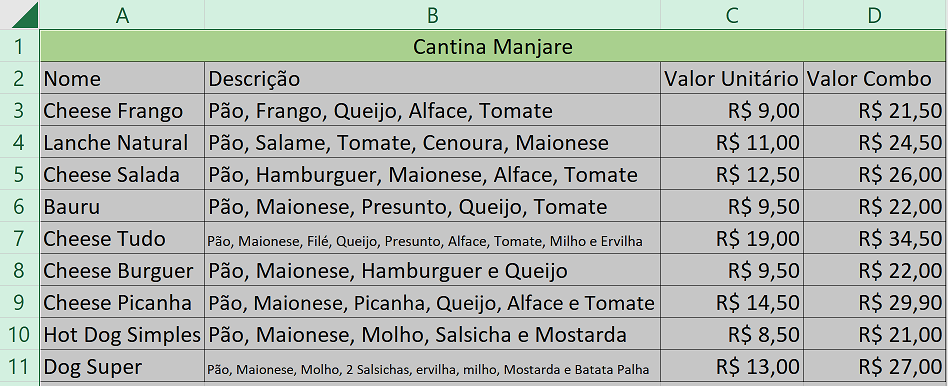 A B C D
1 Cantina Manjare
2 Nome Descrição Valor Unitário Valor Combo
3 Cheese Frango Pão, Frango, Queijo, Alface, Tomate R$ 9,00 R$ 21,50
4 Lanche Natural Pão, Salame, Tomate, Cenoura, Maionese R$ 11,00 R$ 24,50
5 Cheese Salada Pão, Hamburguer, Maionese, Alface, Tomate R$ 12,50 R$ 26,00
6 Bauru Pão, Maionese, Presunto, Queijo, Tomate R$ 9,50 R$ 22,00
7 Cheese Tudo Pão, Maionese, Filé, Queijo, Presunto, Alface, Tomate, Milho e Ervilha R$ 19,00 R$ 34,50
8 Cheese Burguer Pão, Maionese, Hamburguer e Queijo R$ 9,50 R$ 22,00
9 Cheese Picanha Pão, Maionese, Picanha, Queijo, Alface e Tomate R$ 14,50 R$ 29,90
10 Hot Dog Simples Pão, Maionese, Molho, Salsicha e Mostarda R$ 8,50 R$ 21,00
11 Dog Super Pão, Maionese, Molho, 2 Salsichas, ervilha, milho, Mostarda e Batata Palha R$ 13,00 R$ 27,00